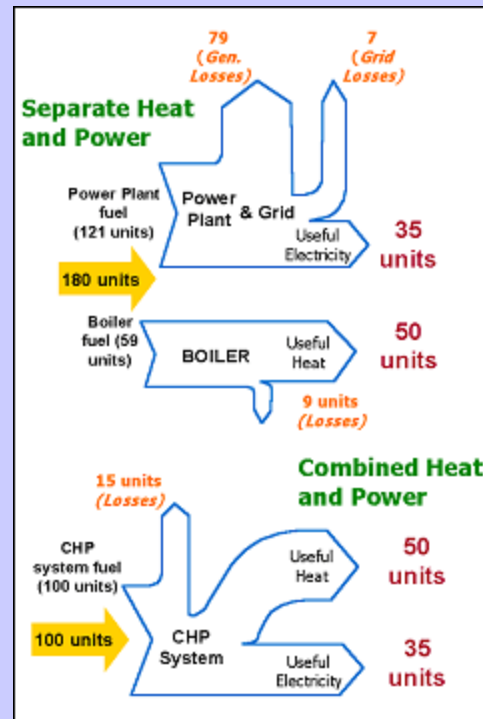 79
(Gen.
Losses)
7
(Grid
Losses)
Separate Heat
and Power
Power Plant
fuel
(121 units)
Power
Plant & Grid
Useful
Electricity
35
units
180 units
Boiler
fuel (59
units)
BOILER
Useful
Heat
50
units
9 units
(Losses)
15 units
(Losses)
Combined Heat
and Power
CHP
system fuel
(100 units)
Useful
Heat
50
units
100 units
CHP
System
Useful
Electricity
35
units